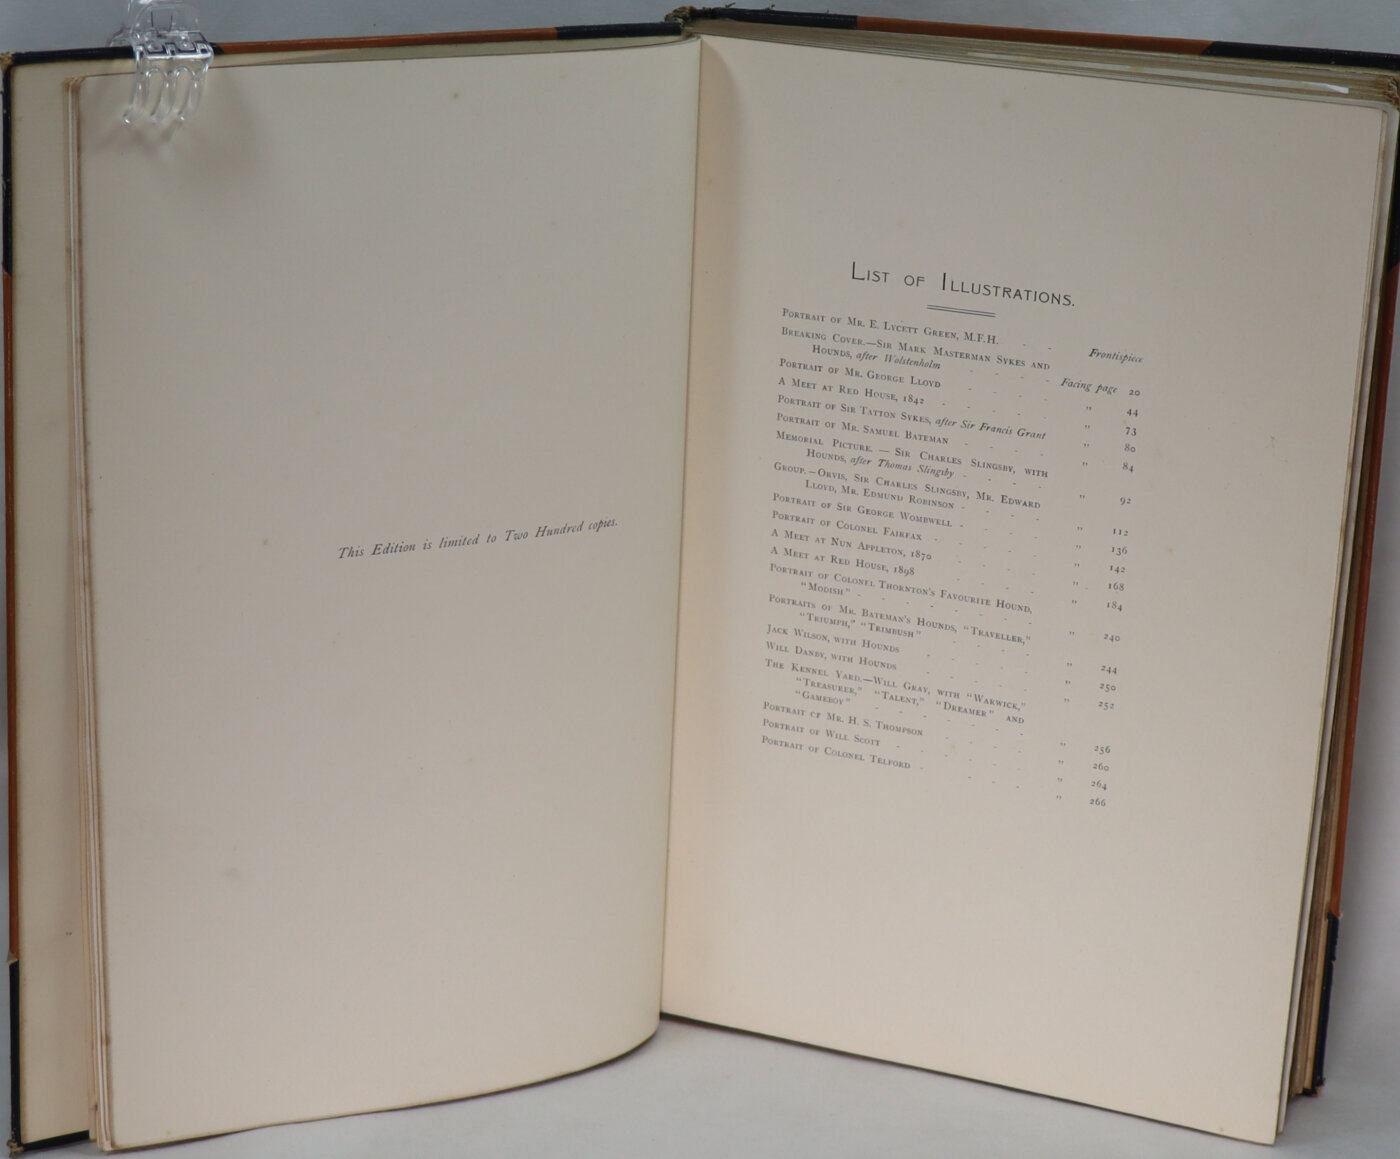 This Edition is limited to Two Hundred copies.
List of Illustrations.
Portrait of Mr. E. Lycett Green, M.F.H. - - Frontispiece
Breaking Cover.—Sir Mark Masterman Sykes and
Hounds, after Wolstenholm - - - - Facing page 20
Portrait of Mr. George Lloyd - - - - " 44
A Meet at Red House, 1842 - - - - " 73
Portrait of Sir Tatton Sykes, after Sir Francis Grant " 80
Portrait of Mr. Samuel Bateman - - - - " 84
Memorial Picture. — Sir Charles Slingsby, with
Hounds, after Thomas Slingsby - - - - " 92
Group.—Orvis, Sir Charles Slingsby, Mr. Edward
Lloyd, Mr. Edmund Robinson - - - - " 112
Portrait of Sir George Wombwell - - - - " 136
Portrait of Colonel Fairfax - - - - - " 142
A Meet at Nun Appleton, 1870 - - - - " 168
A Meet at Red House, 1898 - - - - " 184
Portrait of Colonel Thornton's Favourite Hound,
"Modish" - - - - - - - " 240
Portraits of Mr. Bateman's Hounds, "Traveller,"
"Triumph," "Trimbush" - - - - " 244
Jack Wilson, with Hounds - - - - - " 250
Will Danby, with Hounds - - - - - " 252
The Kennel Yard.—Will Gray, with "Warwick,"
"Treasurer," "Talent," "Dreamer" and
"Gameboy" - - - - - - " 256
Portrait of Mr. H. S. Thompson - - - - " 260
Portrait of Will Scott - - - - - " 264
Portrait of Colonel Telford - - - - " 266